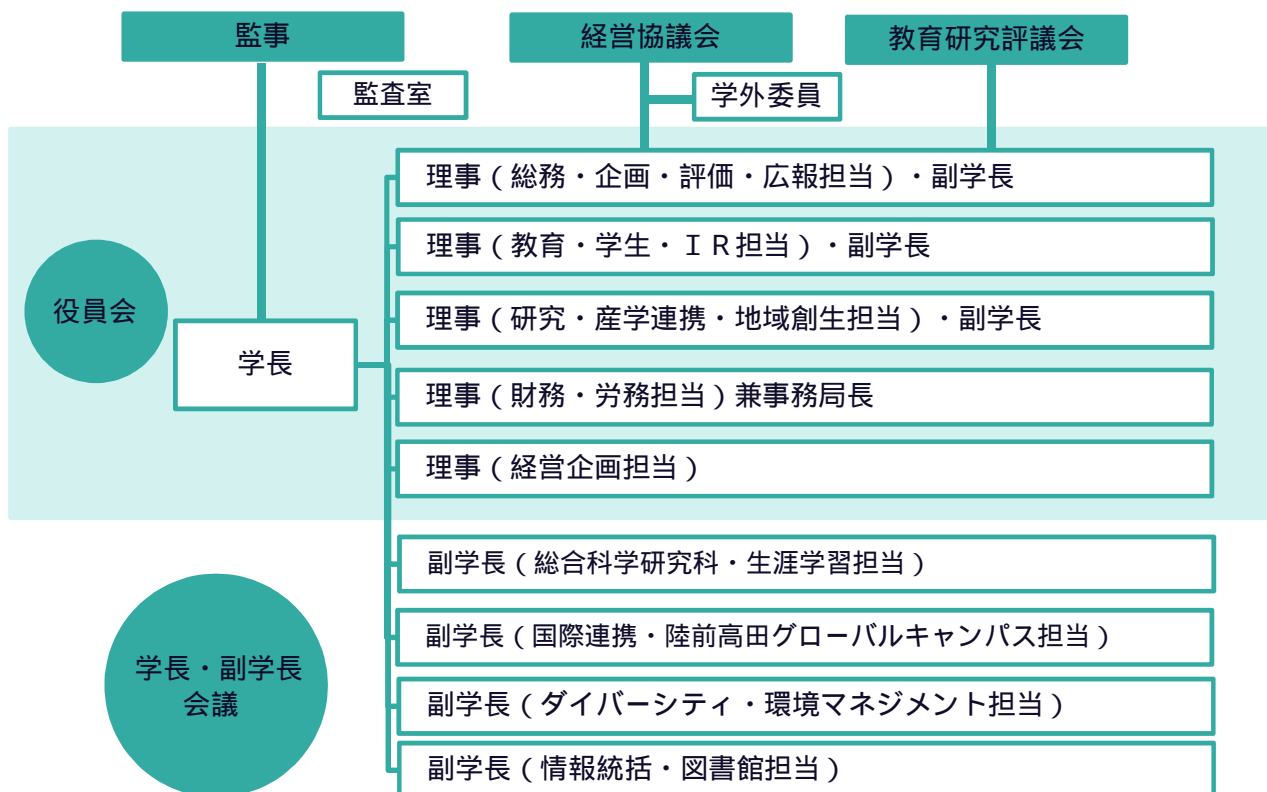 監事
経営協議会
教育研究評議会
監査室
学外委員
理事（総務・企画・評価・広報担当）・副学長
理事（教育・学生・ＩＲ担当）・副学長
役員会
理事（研究・産学連携・地域創生担当）・副学長
学長
理事（財務・労務担当）兼事務局長
理事（経営企画担当）
副学長（総合科学研究科・生涯学習担当）
副学長（国際連携・陸前高田グローバルキャンパス担当）
学長・副学長
会議
副学長（ダイバーシティ・環境マネジメント担当）
副学長（情報統括・図書館担当）